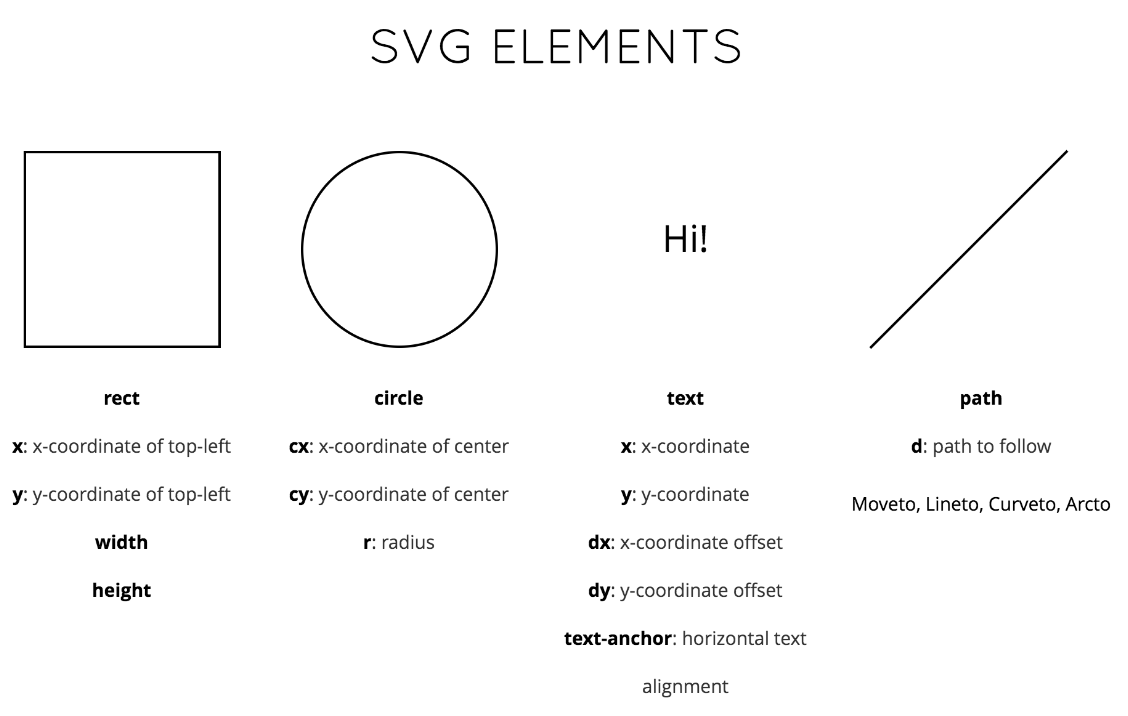 SVG ELEMENTS
Hi!
rect
x: x-coordinate of top-left
y: y-coordinate of top-left
width
height
circle
cx: x-coordinate of center
cy: y-coordinate of center
r: radius
text
x: x-coordinate
y: y-coordinate
dx: x-coordinate offset
dy: y-coordinate offset
text-anchor: horizontal text
alignment
path
d: path to follow
Moveto, Lineto, Curveto, Arcto